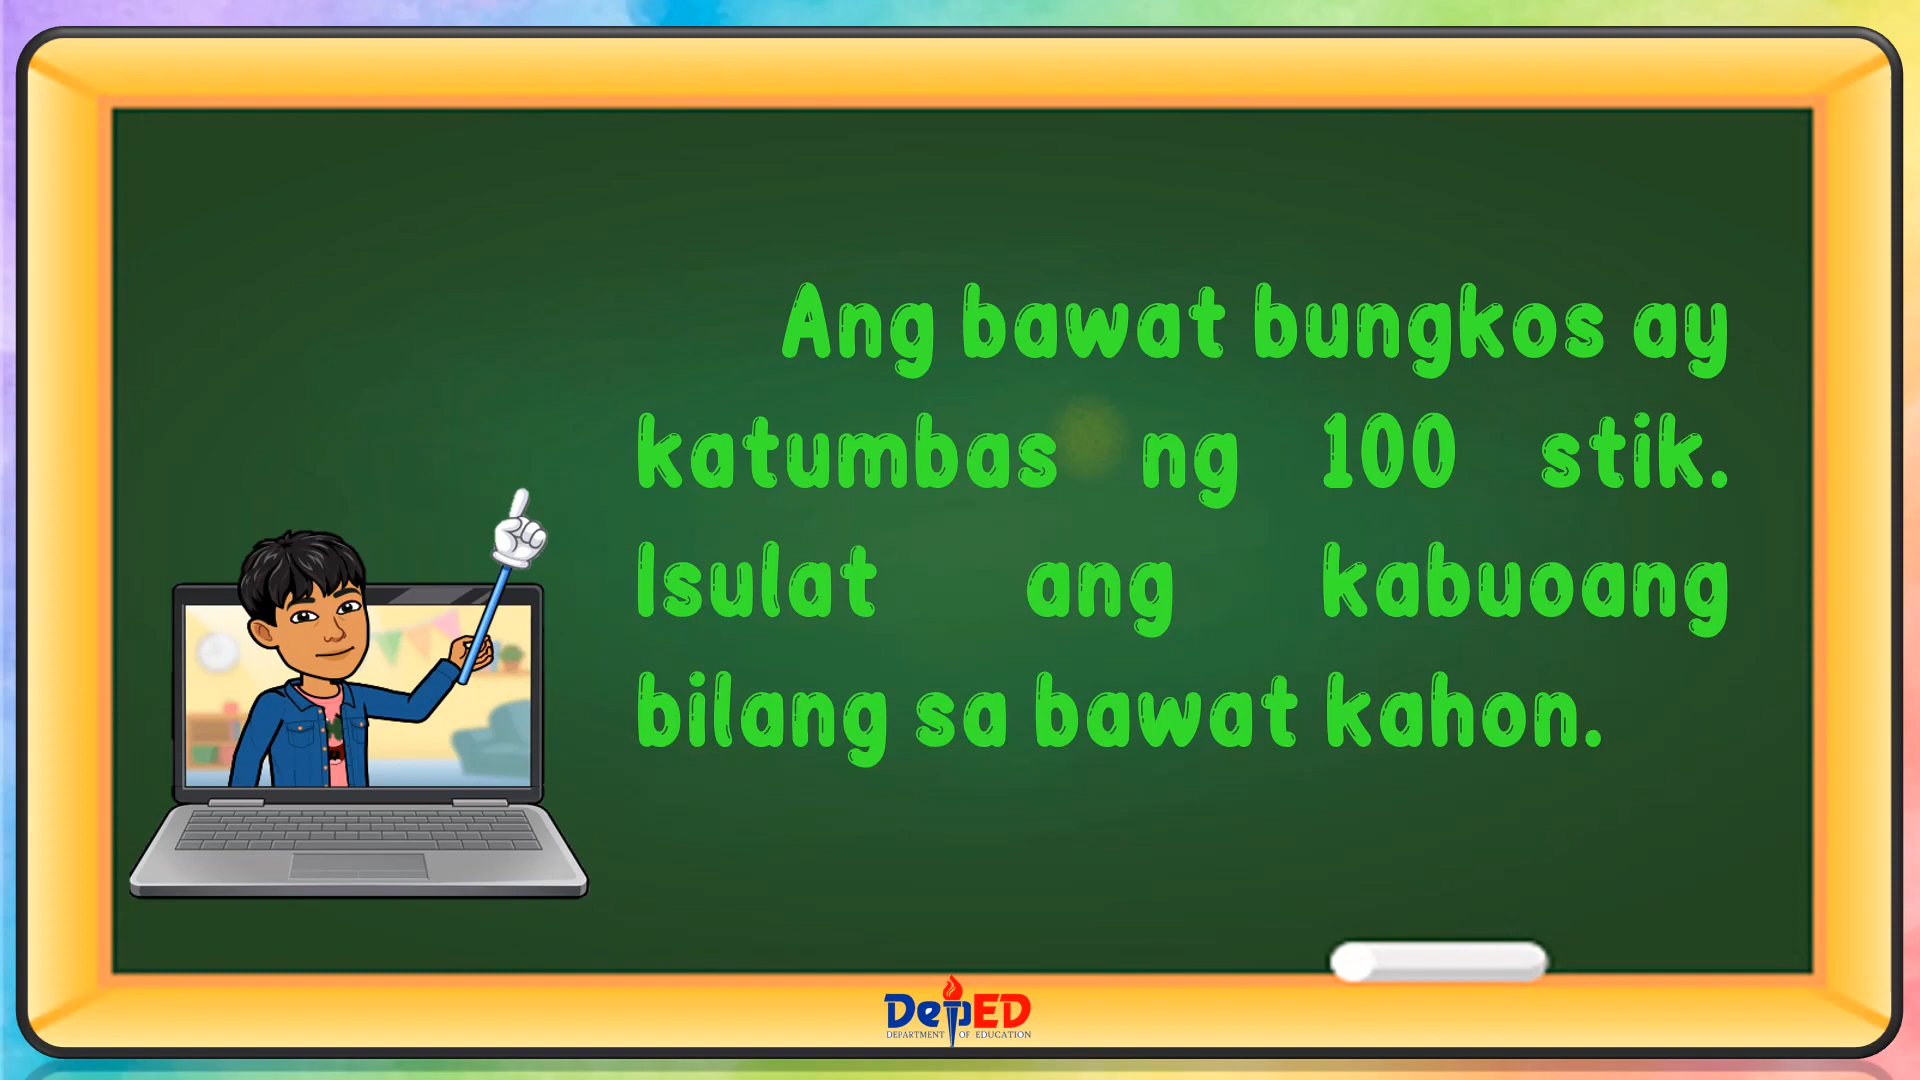 Ang bawat bungkos ay
katumbas ng 100 stik.
Isulat ang kabuoang
bilang sa bawat kahon.
DepED
DEPARTMENT OF EDUCATION